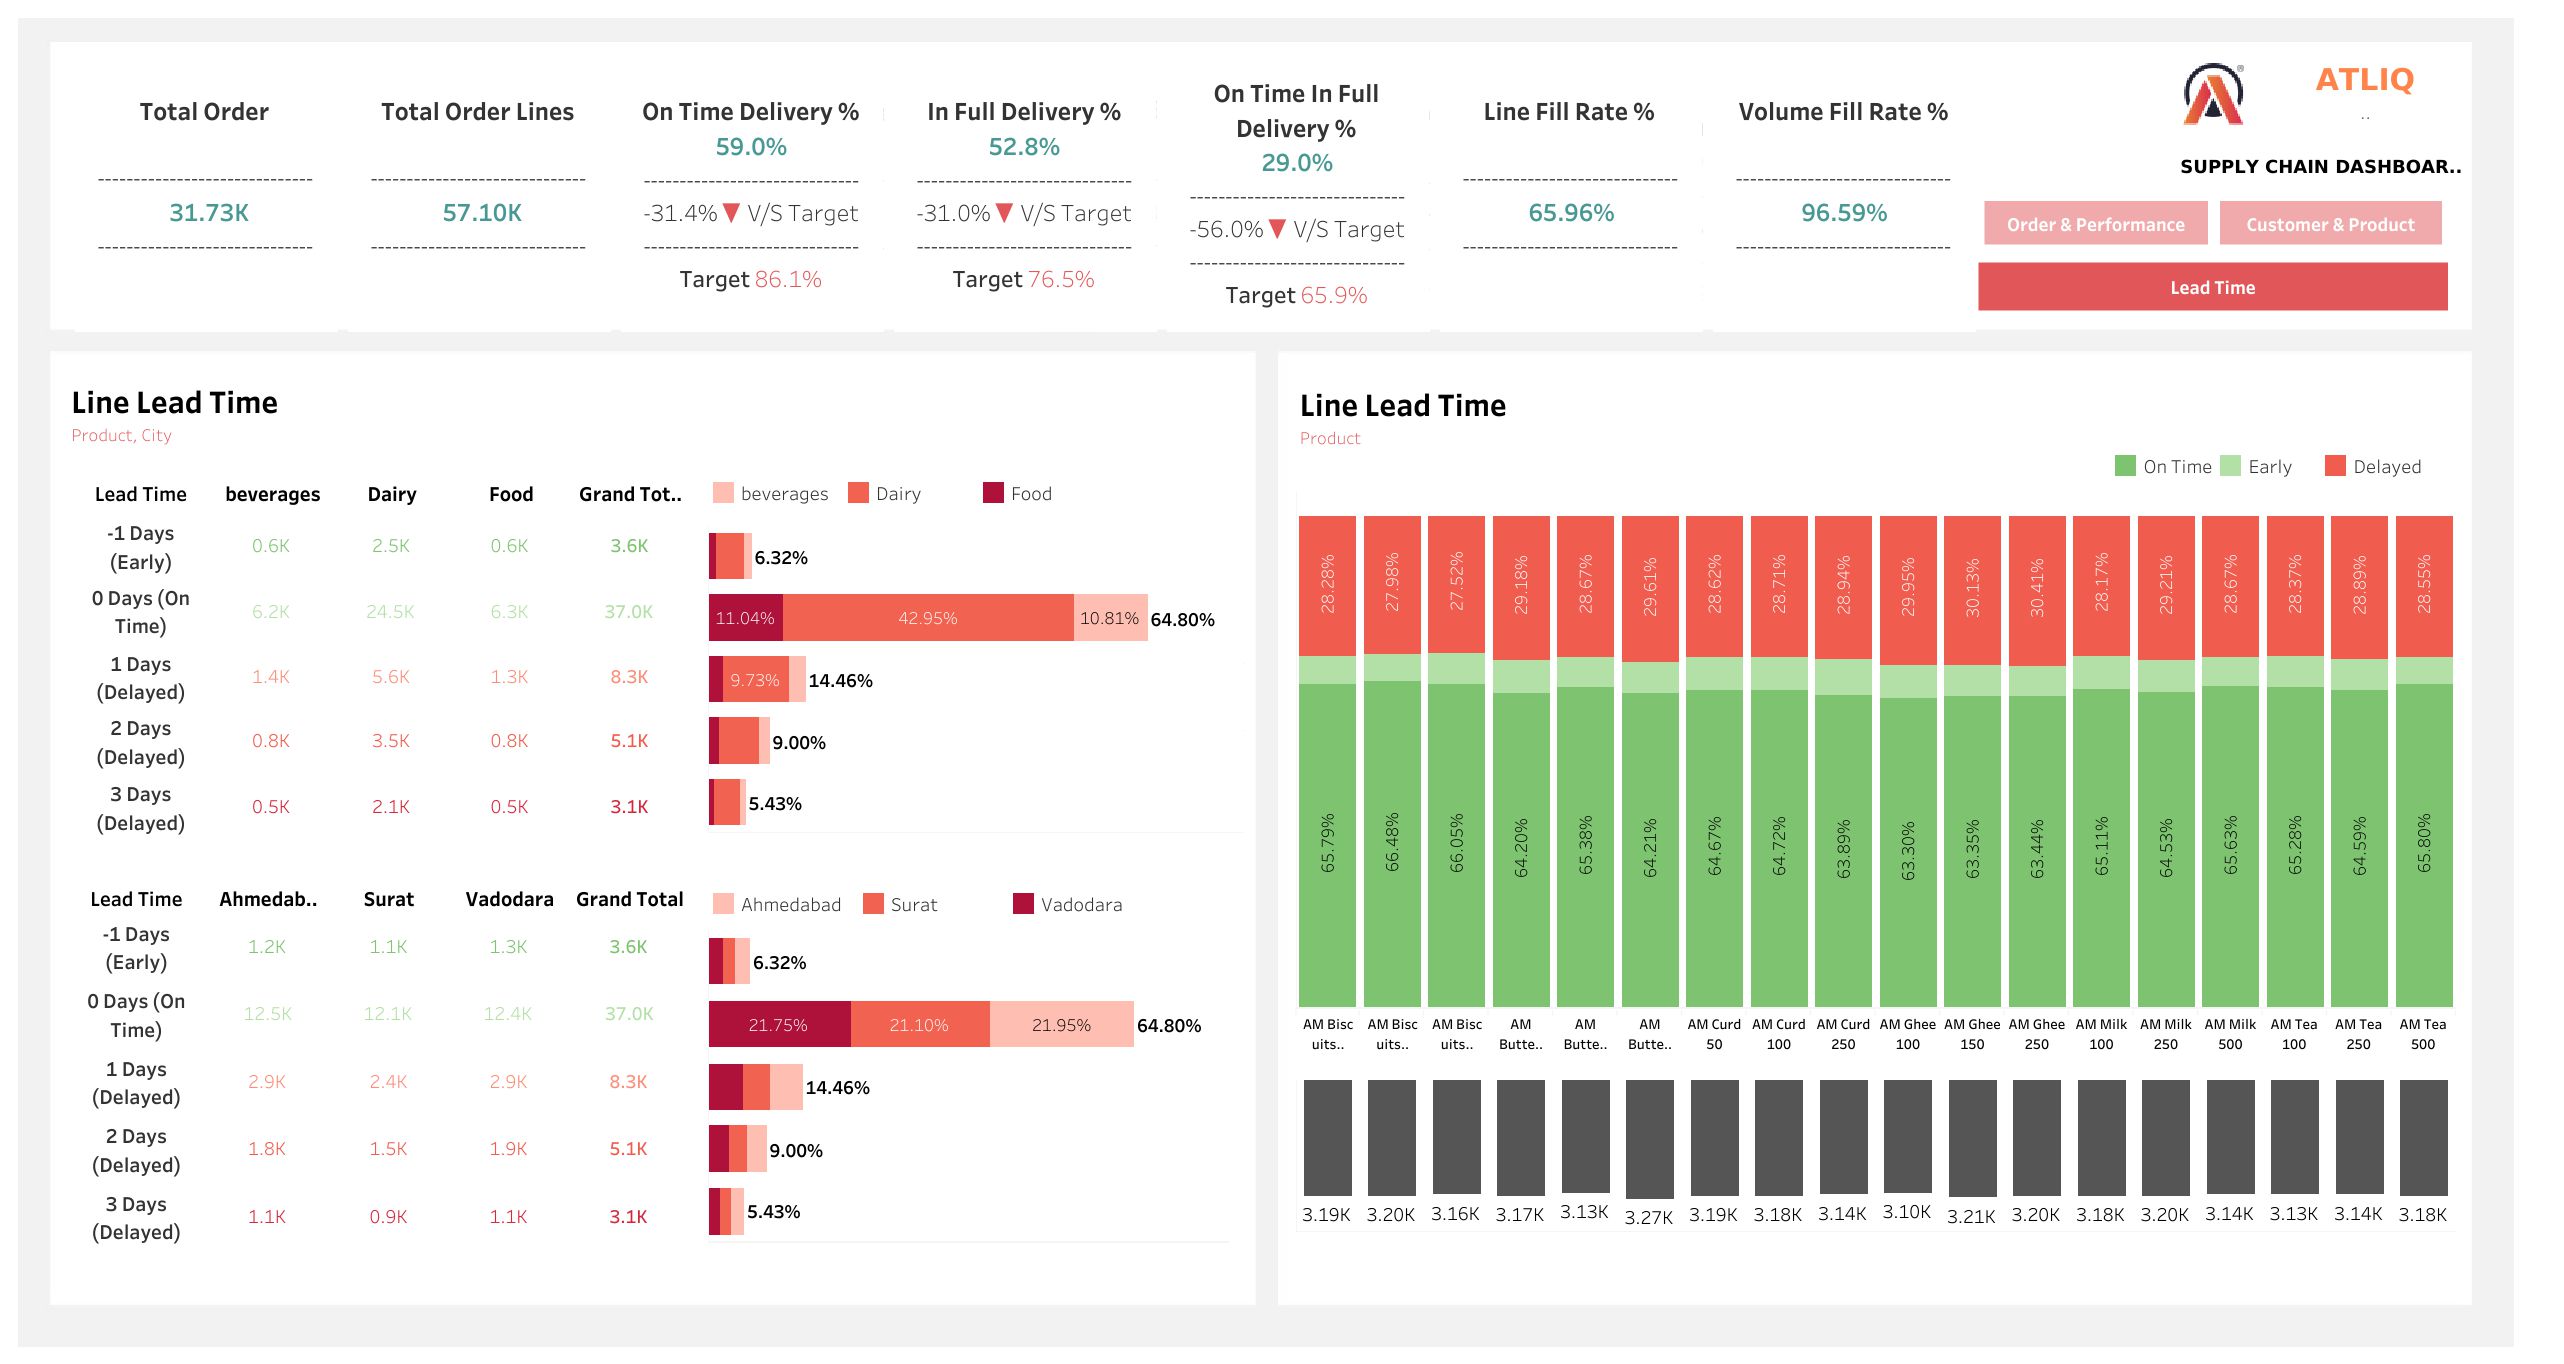 Total Order
31.73K
Total Order Lines
57.10K
On Time Delivery %
59.0%
-31.4% ▼ V/S Target
Target 86.1%
In Full Delivery %
52.8%
-31.0% ▼ V/S Target
Target 76.5%
On Time In Full
Delivery %
29.0%
-56.0% ▼ V/S Target
Target 65.9%
Line Fill Rate %
65.96%
Volume Fill Rate %
96.59%
ATLIQ
..
SUPPLY CHAIN DASHBOAR..
Order & Performance
Customer & Product
Lead Time
Line Lead Time
Product, City
Lead Time beverages Dairy Food Grand Tot..
-1 Days
(Early)
0.6K 2.5K 0.6K 3.6K
0 Days (On
Time)
6.2K 24.5K 6.3K 37.0K
1 Days
(Delayed)
1.4K 5.6K 1.3K 8.3K
2 Days
(Delayed)
0.8K 3.5K 0.8K 5.1K
3 Days
(Delayed)
0.5K 2.1K 0.5K 3.1K
beverages Dairy Food
6.32%
11.04% 42.95% 10.81% 64.80%
9.73% 14.46%
9.00%
5.43%
Lead Time Ahmedab.. Surat Vadodara Grand Total
-1 Days
(Early)
1.2K 1.1K 1.3K 3.6K
0 Days (On
Time)
12.5K 12.1K 12.4K 37.0K
1 Days
(Delayed)
2.9K 2.4K 2.9K 8.3K
2 Days
(Delayed)
1.8K 1.5K 1.9K 5.1K
3 Days
(Delayed)
1.1K 0.9K 1.1K 3.1K
Ahmedabad Surat Vadodara
6.32%
21.75% 21.10% 21.95% 64.80%
14.46%
9.00%
5.43%
Line Lead Time
Product
On Time Early Delayed
28.28% 27.98% 27.52% 29.18% 28.67% 29.61% 28.62% 28.71% 28.94% 29.95% 30.13% 30.41% 28.17% 29.21% 28.67% 28.37% 28.89% 28.55%
65.79% 66.48% 66.05% 64.20% 65.38% 64.21% 64.67% 64.72% 63.89% 63.30% 63.35% 63.44% 65.11% 64.53% 65.63% 65.28% 64.59% 65.80%
AM Bisc AM Bisc AM Bisc AM AM AM AM Curd AM Curd AM Curd AM Ghee AM Ghee AM Ghee AM Milk AM Milk AM Milk AM Tea AM Tea AM Tea
uits.. uits.. uits.. Butte.. Butte.. Butte.. 50 100 250 100 150 250 100 250 500 100 250 500
3.19K 3.20K 3.16K 3.17K 3.13K 3.27K 3.19K 3.18K 3.14K 3.10K 3.21K 3.20K 3.18K 3.20K 3.14K 3.13K 3.14K 3.18K